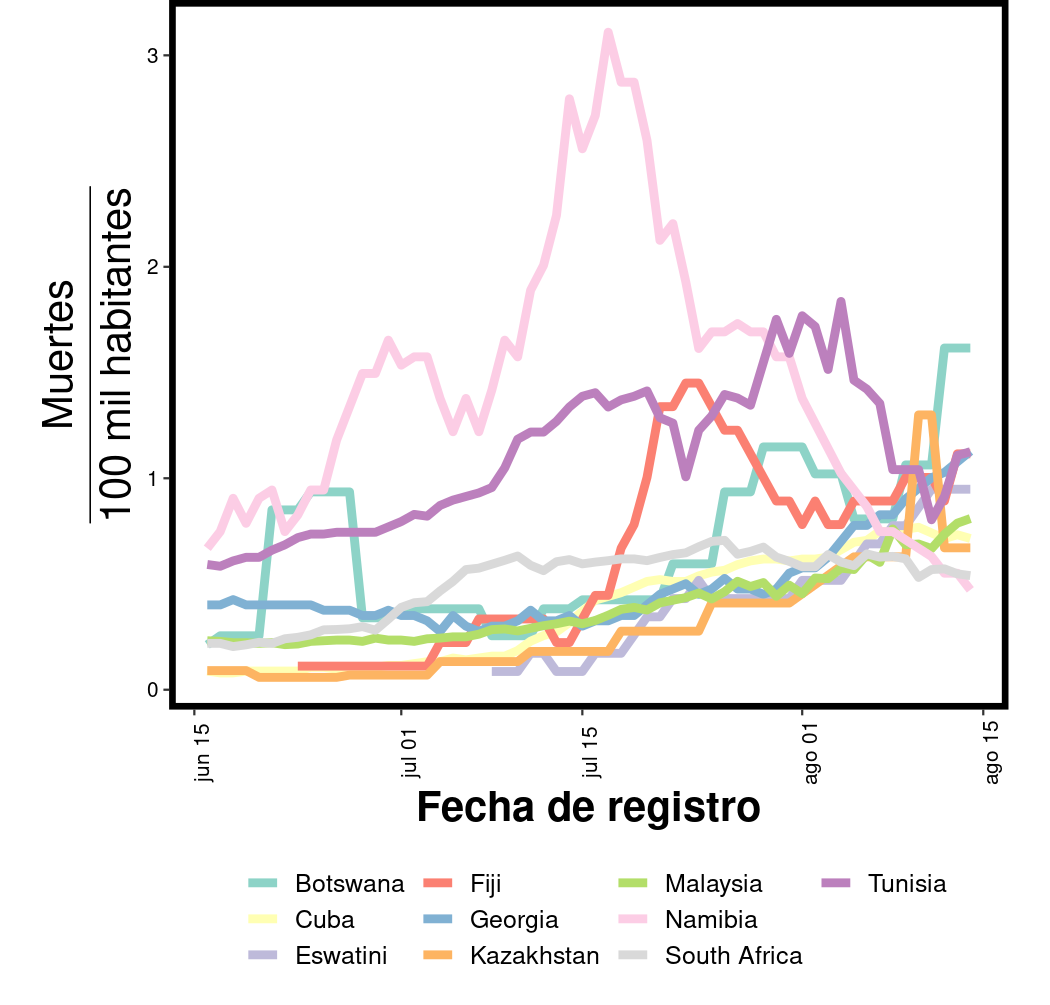 Muertes
100 mil habitantes
3
2
1
0
jun 15
jul 01
jul 15
ago 01
ago 15
Fecha de registro
Botswana
Fiji
Malaysia
Tunisia
Cuba
Georgia
Namibia
Eswatini
Kazakhstan
South Africa